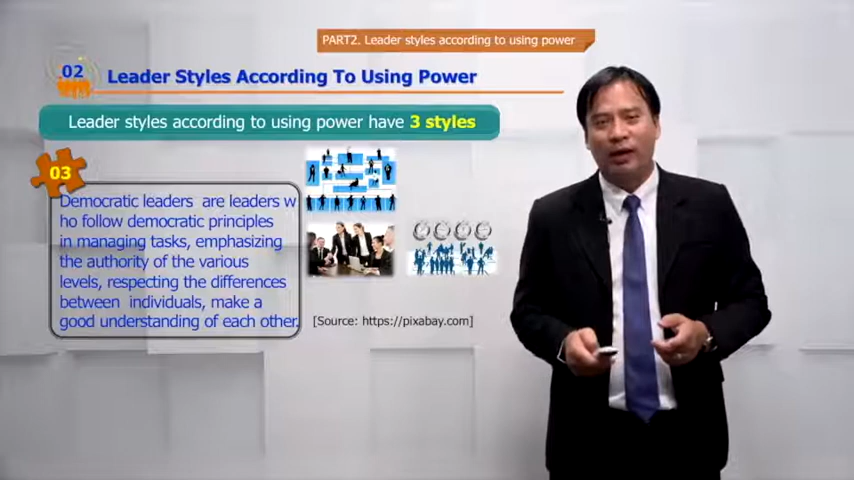 PART2. Leader styles according to using power
02
Leader Styles According To Using Power
Leader styles according to using power have 3 styles
03
Democratic leaders are leaders w
ho follow democratic principles
in managing tasks, emphasizing
the authority of the various
levels, respecting the differences
between individuals, make a
good understanding of each other.
[Source: https://pixabay.com]